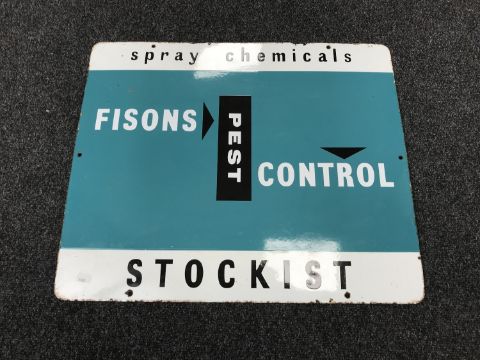 spray chemicals
FISONS
PEST
CONTROL
STOCKIST